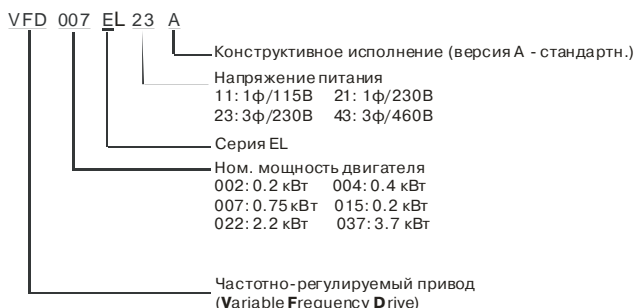 VFD 007 EL 23 A
Конструктивное исполнение (версия А - стандартн.)
Напряжение питания
11: 1ф/115В 21: 1ф/230В
23: 3ф/230В 43: 3ф/460В
Серия EL
Ном. мощность двигателя
002: 0.2 кВт 004: 0.4 кВт
007: 0.75 кВт 015: 0.2 кВт
022: 2.2 кВт 037: 3.7 кВт
Частотно-регулируемый привод
(Variable Frequency Drive)